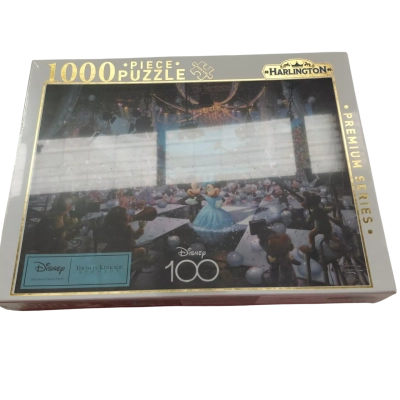 1000 PIECE PUZZLE
HARLINGTON
PREMIUM SERIES
Disney
Disney
100